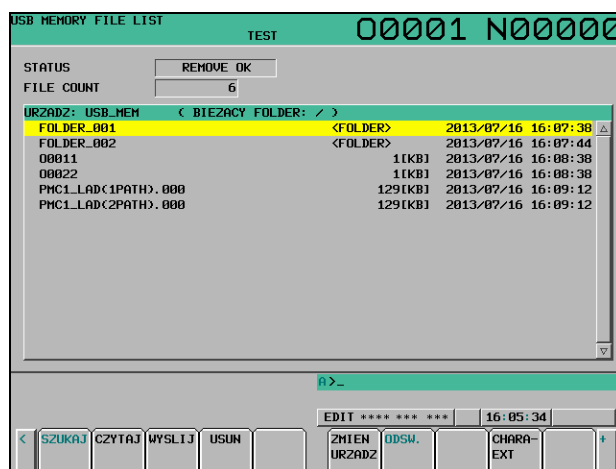 USB MEMORY FILE LIST
TEST O0001 N00000
STATUS REMOVE OK
FILE COUNT 6
URZADZ: USB_MEM ( BIEZACY FOLDER: / )
FOLDER_001 <FOLDER> 2013/07/16 16:07:38
FOLDER_002 <FOLDER> 2013/07/16 16:07:44
O0011 1[KB] 2013/07/16 16:08:38
O0022 1[KB] 2013/07/16 16:08:38
PMC1_LAD(1PATH).000 129[KB] 2013/07/16 16:09:12
PMC1_LAD(2PATH).000 129[KB] 2013/07/16 16:09:12
A>_
EDIT **** *** *** 16:05:34
< SZUKAJ CZYTAJ WYSLIJ USUN ZMIEN URZADZ ODSW. CHARA-EXT +